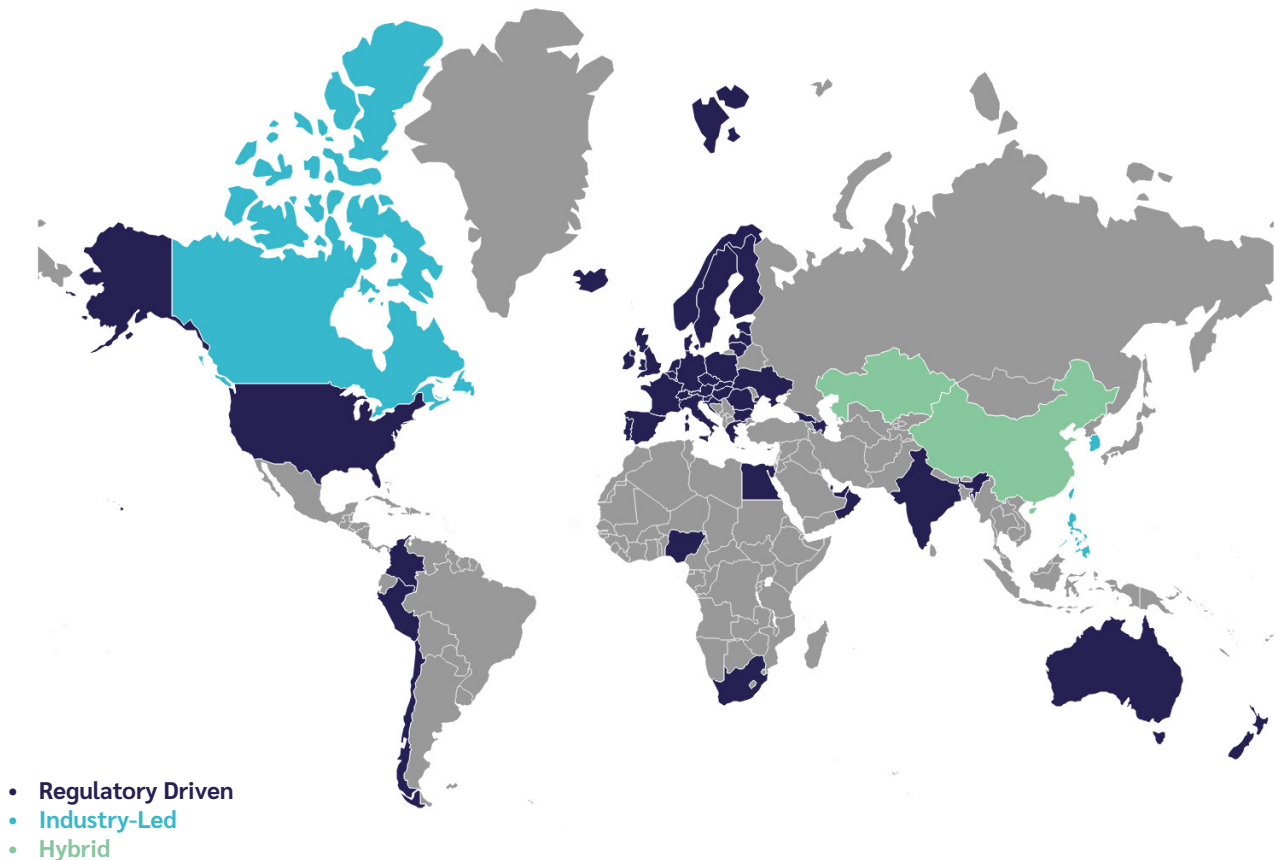 • Regulatory Driven
• Industry-Led
• Hybrid